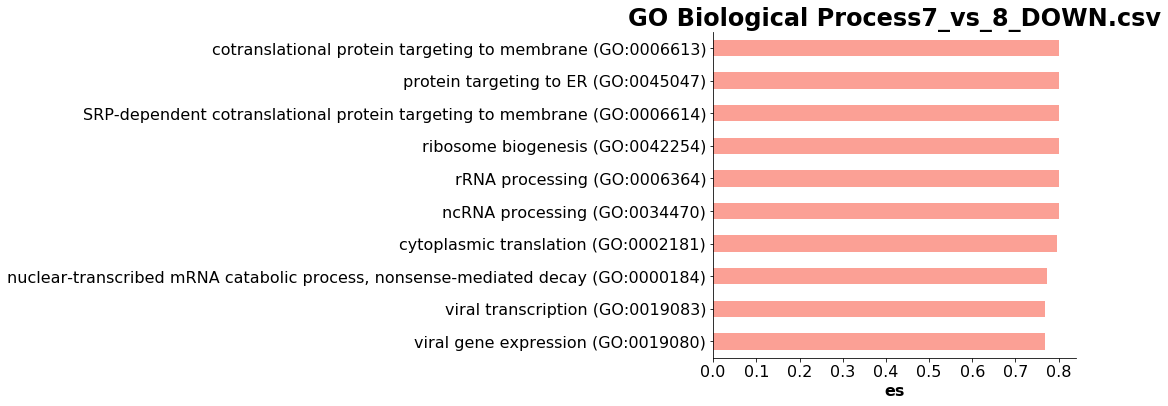 GO Biological Process7_vs_8_DOWN.csv
cotranslational protein targeting to membrane (GO:0006613)
protein targeting to ER (GO:0045047)
SRP-dependent cotranslational protein targeting to membrane (GO:0006614)
ribosome biogenesis (GO:0042254)
rRNA processing (GO:0006364)
ncRNA processing (GO:0034470)
cytoplasmic translation (GO:0002181)
nuclear-transcribed mRNA catabolic process, nonsense-mediated decay (GO:0000184)
viral transcription (GO:0019083)
viral gene expression (GO:0019080)
0.0 0.1 0.2 0.3 0.4 0.5 0.6 0.7 0.8
es